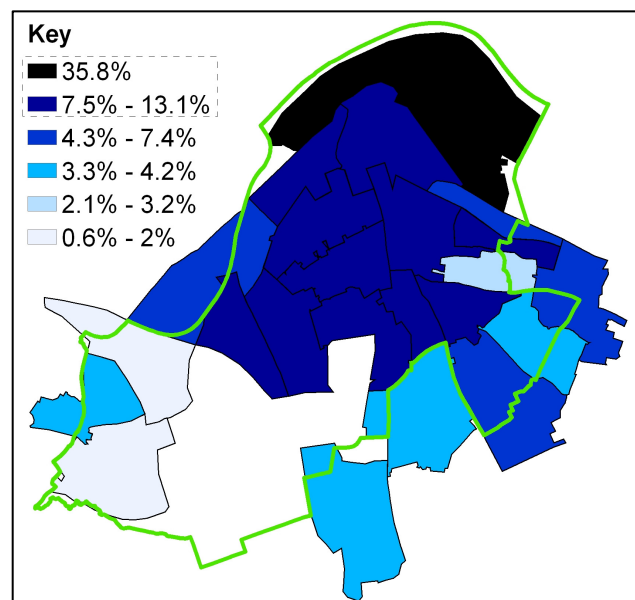 Key
35.8%
7.5% - 13.1%
4.3% - 7.4%
3.3% - 4.2%
2.1% - 3.2%
0.6% - 2%